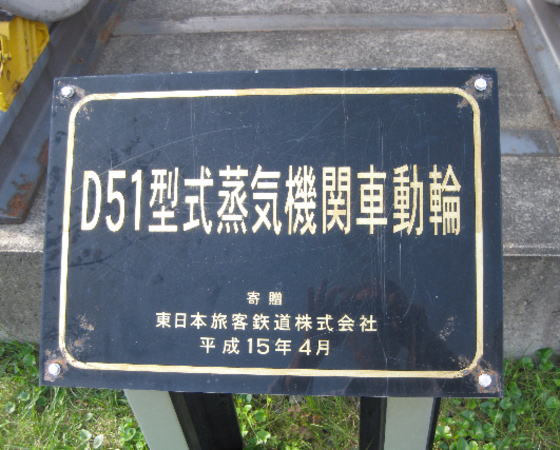 D51型式蒸気機関車動輪
寄贈
東日本旅客鉄道株式会社
平成15年4月